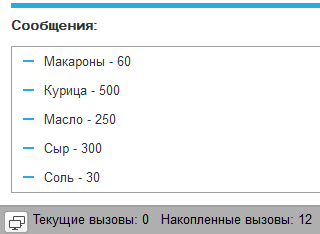 Сообщения:
Макароны - 60
Курица - 500
Масло - 250
Сыр - 300
Соль - 30
Текущие вызовы: 0 Накопленные вызовы: 12